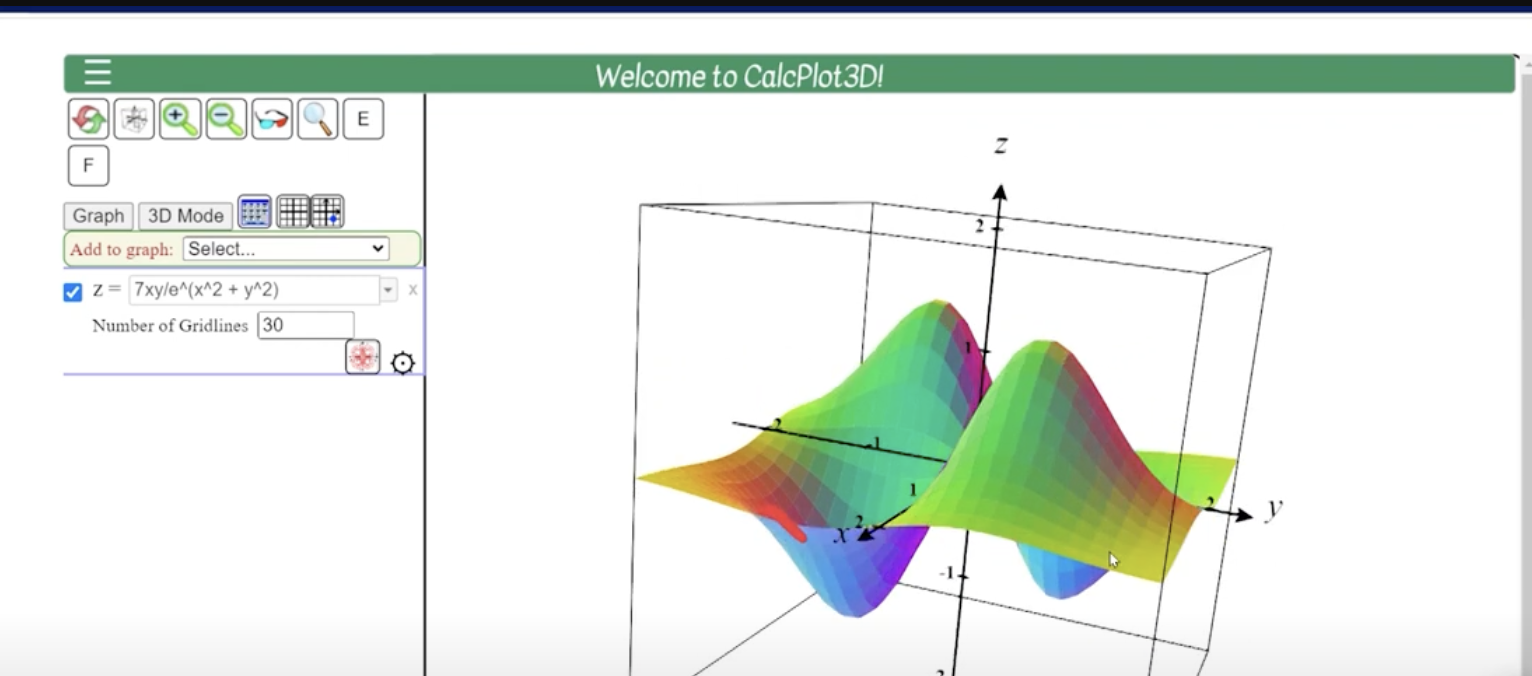 Welcome to CalcPlot3D!
E
F
Graph 3D Mode
Add to graph: Select...
z = 7xy/e^(x^2 + y^2) x
Number of Gridlines 30
z
2
1
-2
-1
1
2
x
2
y
-1